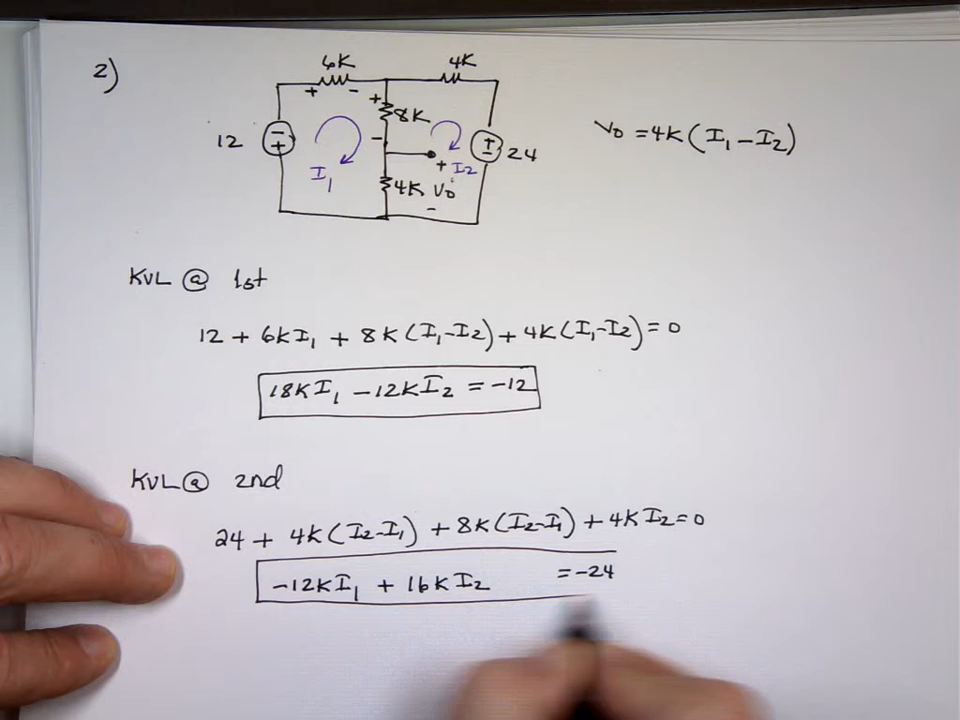 2)
6K
4K
8K
12
I1
I2
24
4K
Vo
Vo = 4K(I1 - I2)
KVL @ 1st
12 + 6KI1 + 8K(I1-I2) + 4K(I1-I2) = 0
18KI1 - 12KI2 = -12
KVL @ 2nd
24 + 4K(I2-I1) + 8K(I2-I1) + 4KI2 = 0
-12KI1 + 16KI2 = -24